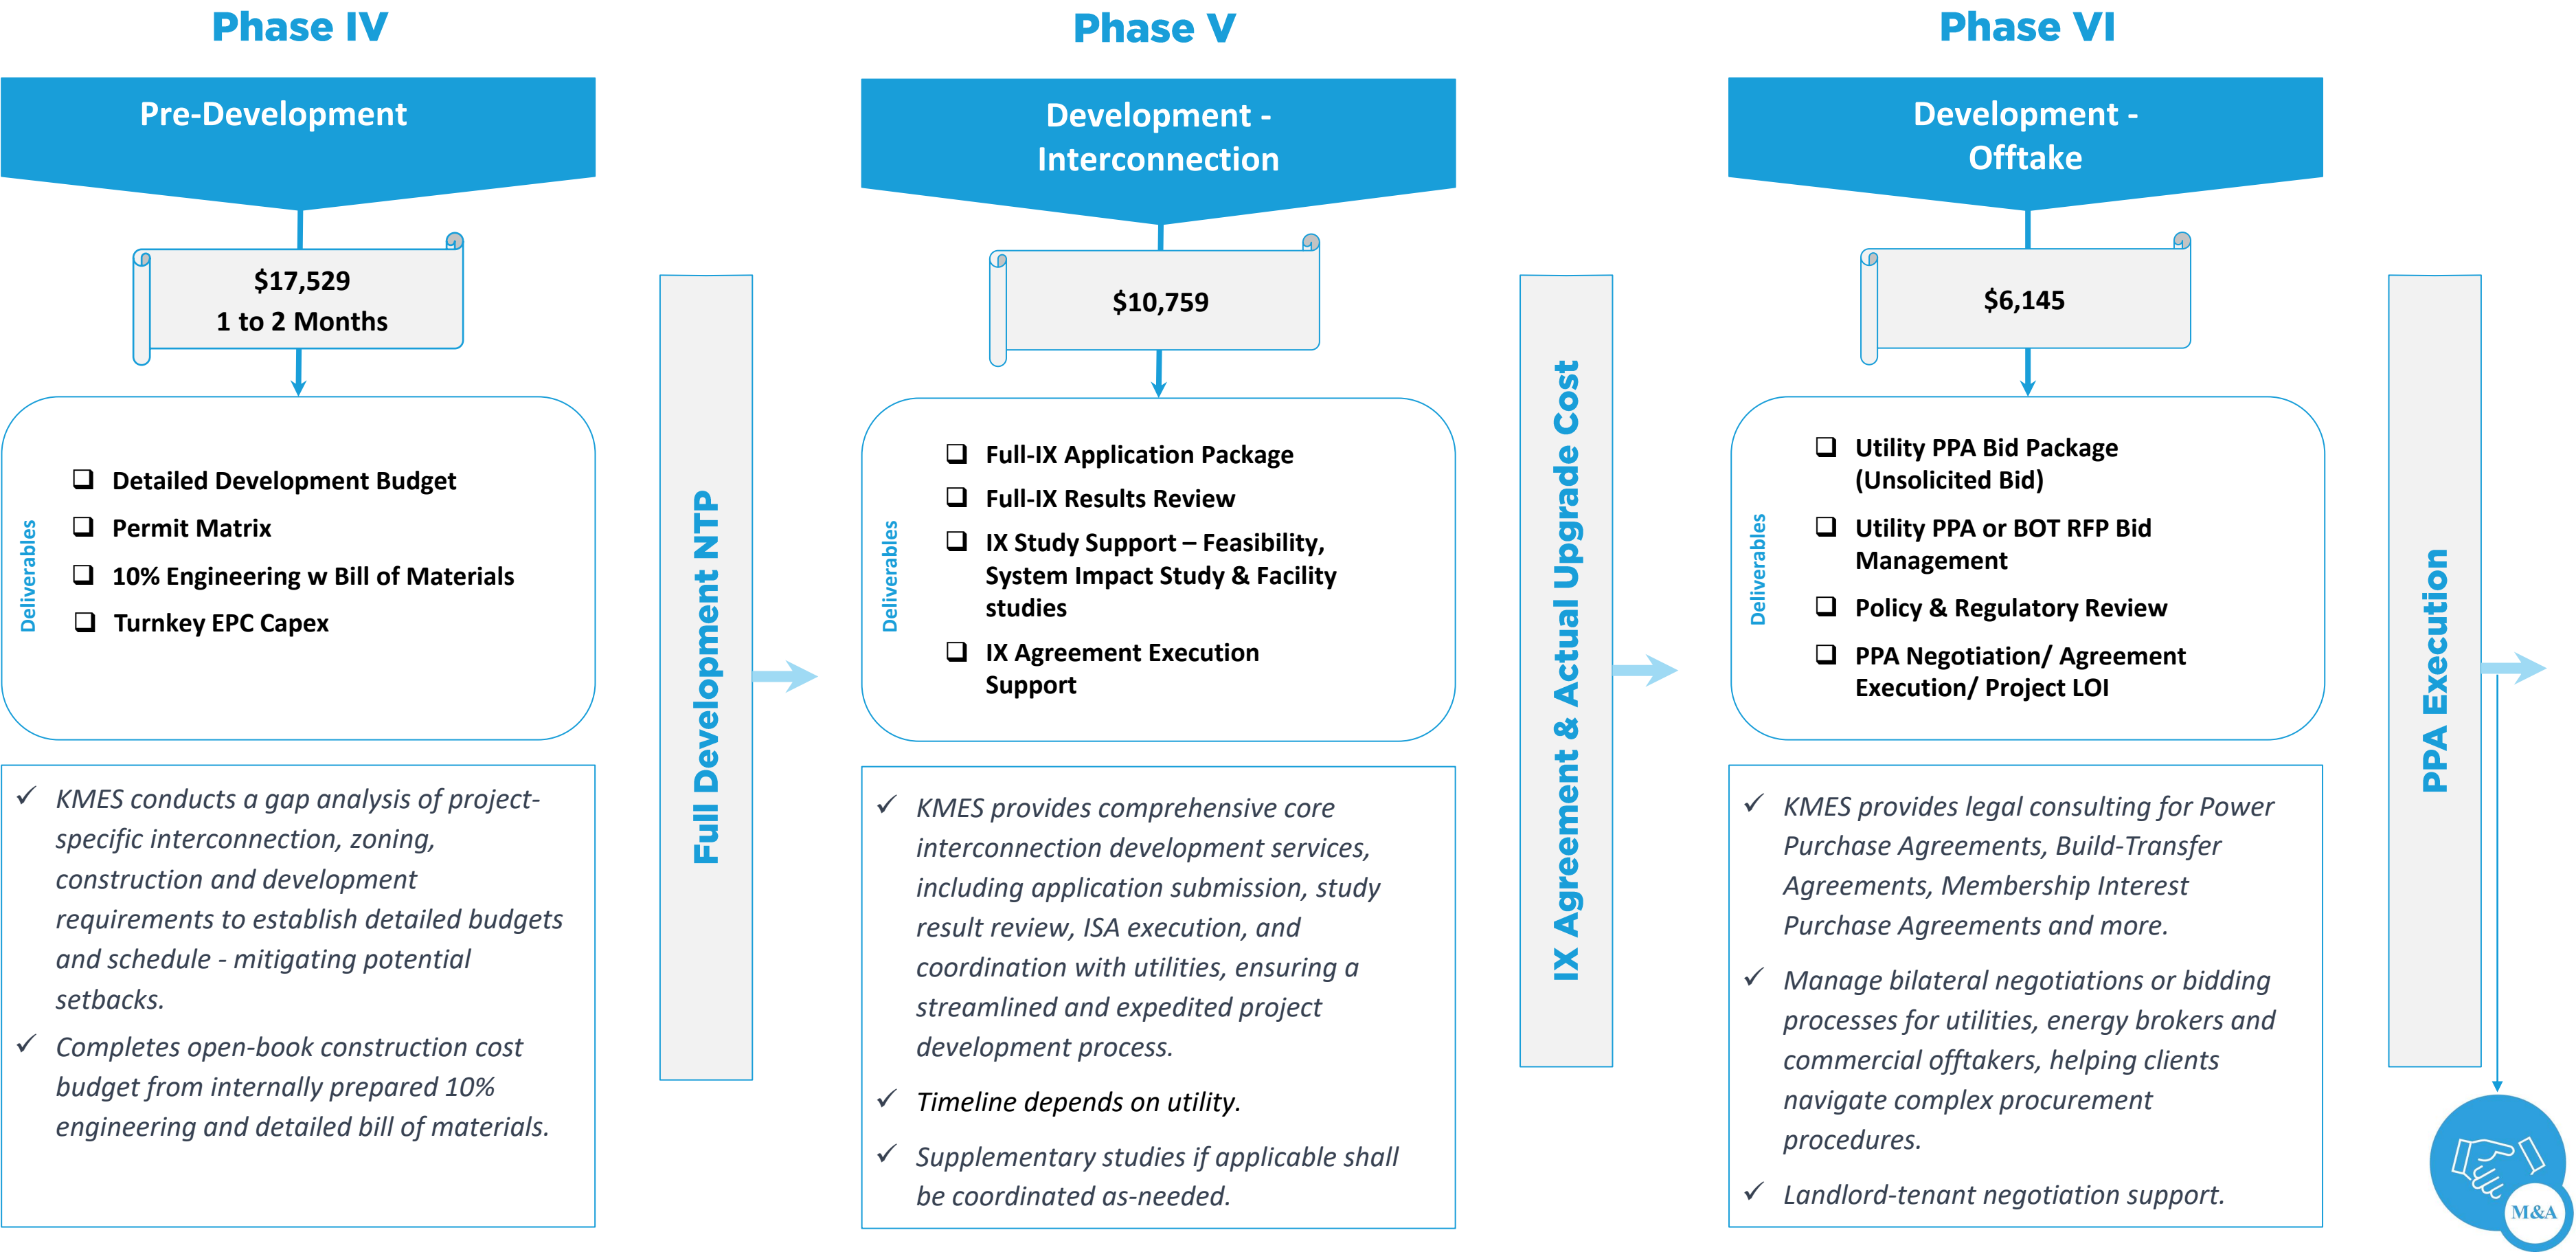 Phase IV
Pre-Development
$17,529
1 to 2 Months
Deliverables
❑ Detailed Development Budget
❑ Permit Matrix
❑ 10% Engineering w Bill of Materials
❑ Turnkey EPC Capex
✓ KMES conducts a gap analysis of project-
specific interconnection, zoning,
construction and development
requirements to establish detailed budgets
and schedule - mitigating potential
setbacks.
✓ Completes open-book construction cost
budget from internally prepared 10%
engineering and detailed bill of materials.
Full Development NTP
Phase V
Development -
Interconnection
$10,759
Deliverables
❑ Full-IX Application Package
❑ Full-IX Results Review
❑ IX Study Support – Feasibility,
System Impact Study & Facility
studies
❑ IX Agreement Execution
Support
✓ KMES provides comprehensive core
interconnection development services,
including application submission, study
result review, ISA execution, and
coordination with utilities, ensuring a
streamlined and expedited project
development process.
✓ Timeline depends on utility.
✓ Supplementary studies if applicable shall
be coordinated as-needed.
IX Agreement & Actual Upgrade Cost
Phase VI
Development -
Offtake
$6,145
Deliverables
❑ Utility PPA Bid Package
(Unsolicited Bid)
❑ Utility PPA or BOT RFP Bid
Management
❑ Policy & Regulatory Review
❑ PPA Negotiation/ Agreement
Execution/ Project LOI
✓ KMES provides legal consulting for Power
Purchase Agreements, Build-Transfer
Agreements, Membership Interest
Purchase Agreements and more.
✓ Manage bilateral negotiations or bidding
processes for utilities, energy brokers and
commercial offtakers, helping clients
navigate complex procurement
procedures.
✓ Landlord-tenant negotiation support.
PPA Execution
M&A